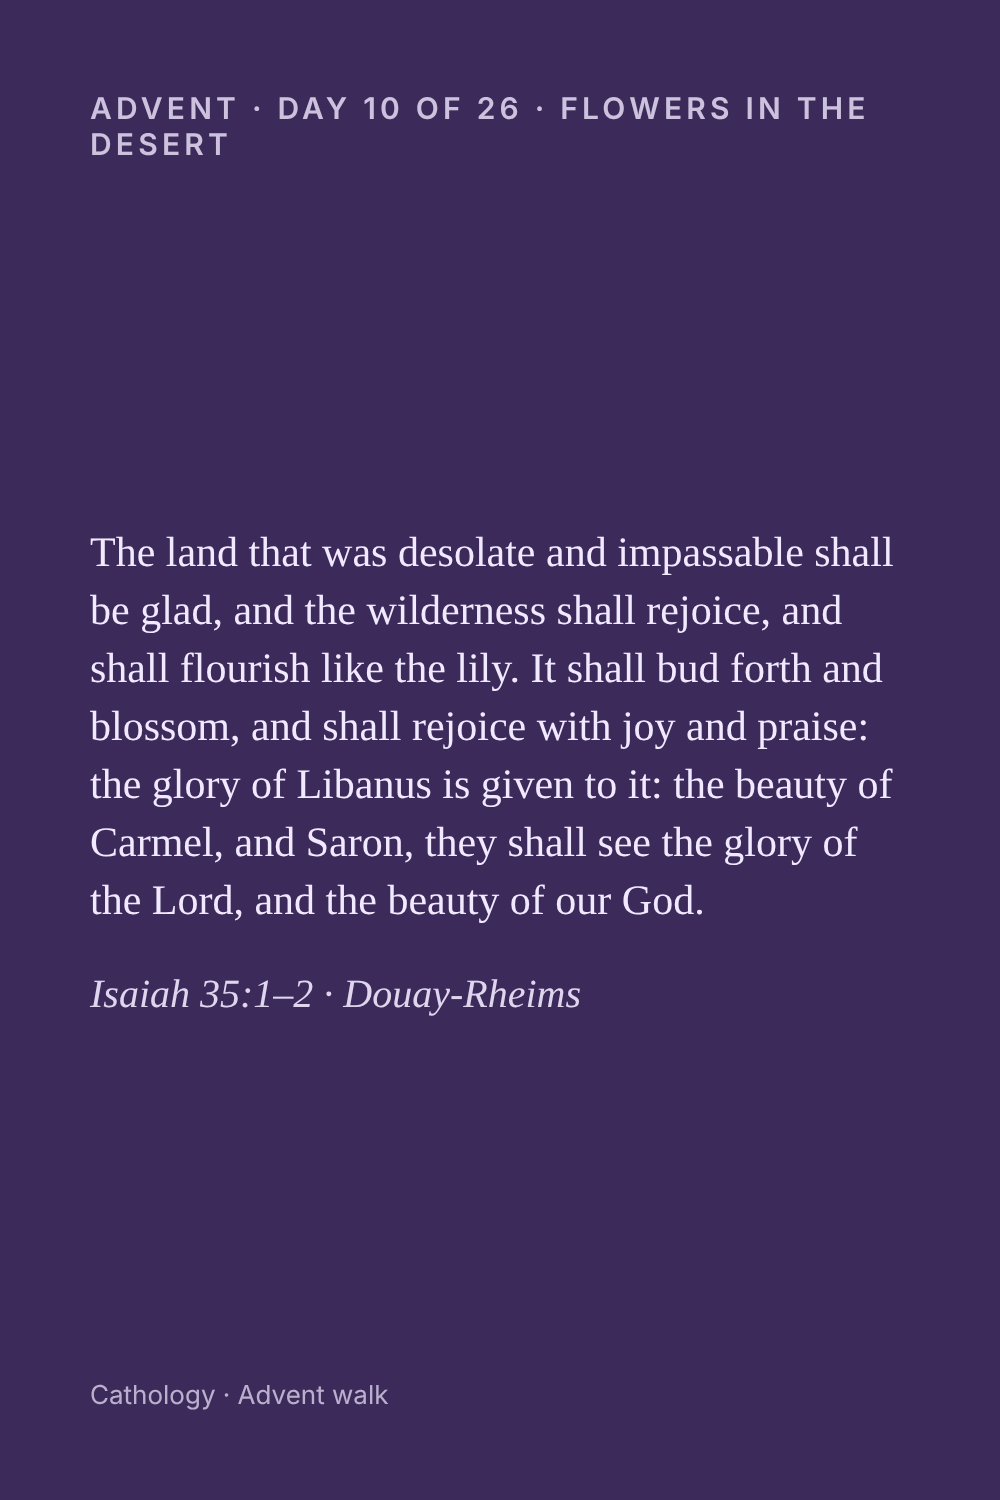 ADVENT · DAY 10 OF 26 · FLOWERS IN THE
DESERT
The land that was desolate and impassable shall
be glad, and the wilderness shall rejoice, and
shall flourish like the lily. It shall bud forth and
blossom, and shall rejoice with joy and praise:
the glory of Libanus is given to it: the beauty of
Carmel, and Saron, they shall see the glory of
the Lord, and the beauty of our God.
Isaiah 35:1–2 · Douay-Rheims
Cathology · Advent walk